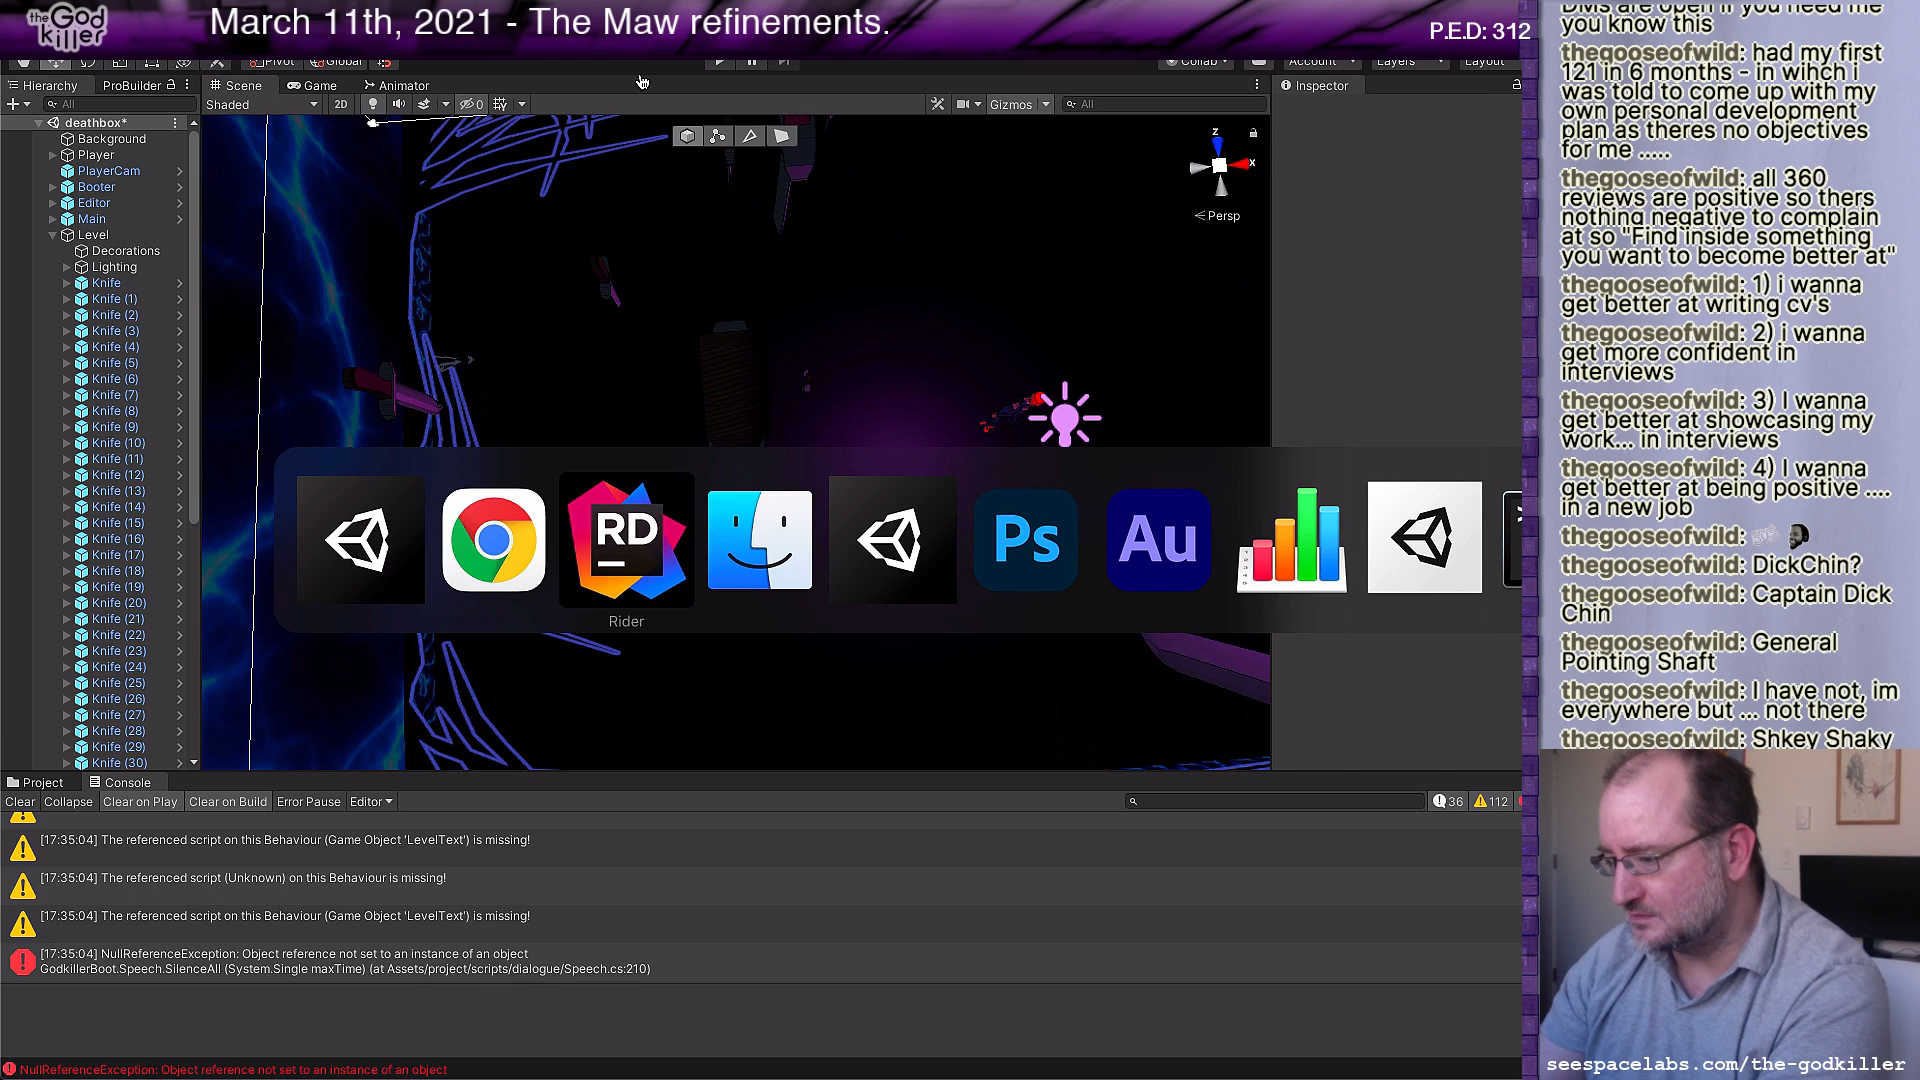 the God killer
March 11th, 2021 - The Maw refinements.
P.E.D: 312
Pivot
Global
Collab
Account
Layers
Layout
Hierarchy
ProBuilder
Scene
Game
Animator
Inspector
All
Shaded
2D
0
Gizmos
All
deathbox*
Background
Player
PlayerCam
Booter
Editor
Main
Level
Decorations
Lighting
Knife
Knife (1)
Knife (2)
Knife (3)
Knife (4)
Knife (5)
Knife (6)
Knife (7)
Knife (8)
Knife (9)
Knife (10)
Knife (11)
Knife (12)
Knife (13)
Knife (14)
Knife (15)
Knife (16)
Knife (17)
Knife (18)
Knife (19)
Knife (20)
Knife (21)
Knife (22)
Knife (23)
Knife (24)
Knife (25)
Knife (26)
Knife (27)
Knife (28)
Knife (29)
Knife (30)
z
x
Persp
RD
Ps
Au
Rider
Project
Console
Clear
Collapse
Clear on Play
Clear on Build
Error Pause
Editor
36
112
[17:35:04] The referenced script on this Behaviour (Game Object 'LevelText') is missing!
[17:35:04] The referenced script (Unknown) on this Behaviour is missing!
[17:35:04] The referenced script on this Behaviour (Game Object 'LevelText') is missing!
[17:35:04] NullReferenceException: Object reference not set to an instance of an object
GodkillerBoot.Speech.SilenceAll (System.Single maxTime) (at Assets/project/scripts/dialogue/Speech.cs:210)
NullReferenceException: Object reference not set to an instance of an object
DMs are open if you need me
you know this
thegooseofwild: had my first
121 in 6 months - in wihch i
was told to come up with my
own personal development
plan as theres no objectives
for me .....
thegooseofwild: all 360
reviews are positive so thers
nothing negative to complain
at so "Find inside something
you want to become better at"
thegooseofwild: 1) i wanna
get better at writing cv's
thegooseofwild: 2) i wanna
get more confident in
interviews
thegooseofwild: 3) I wanna
get better at showcasing my
work... in interviews
thegooseofwild: 4) I wanna
get better at being positive ....
in a new job
thegooseofwild:
thegooseofwild: DickChin?
thegooseofwild: Captain Dick
Chin
thegooseofwild: General
Pointing Shaft
thegooseofwild: I have not, im
everywhere but ... not there
thegooseofwild: Shkey Shaky
seespacelabs.com/the-godkiller